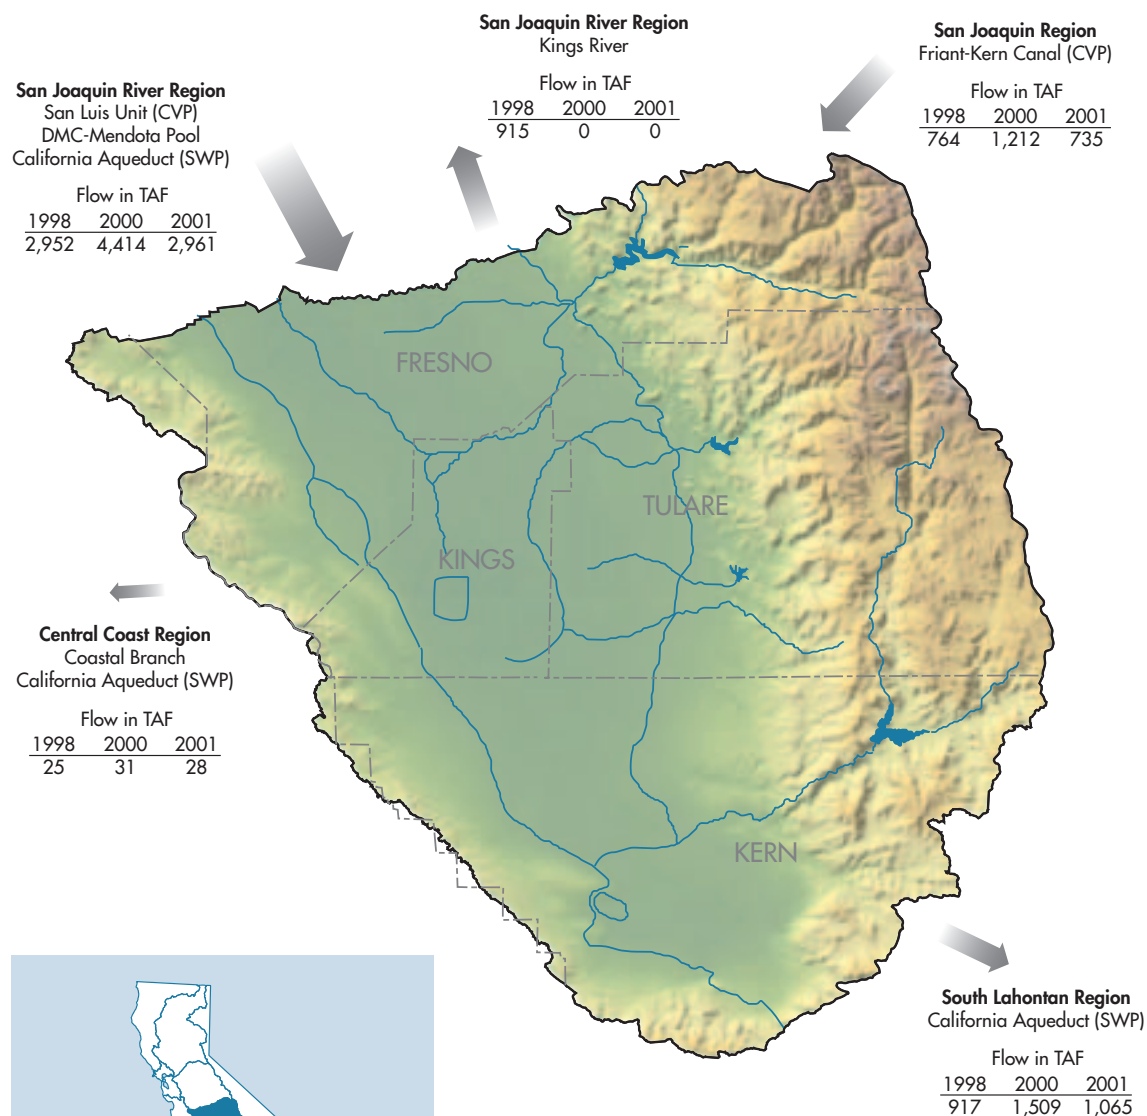 San Joaquin River Region
Kings River
Flow in TAF
1998 2000 2001
915 0 0
San Joaquin Region
Friant-Kern Canal (CVP)
Flow in TAF
1998 2000 2001
764 1,212 735
San Joaquin River Region
San Luis Unit (CVP)
DMC-Mendota Pool
California Aqueduct (SWP)
Flow in TAF
1998 2000 2001
2,952 4,414 2,961
FRESNO
TULARE
KINGS
KERN
Central Coast Region
Coastal Branch
California Aqueduct (SWP)
Flow in TAF
1998 2000 2001
25 31 28
South Lahontan Region
California Aqueduct (SWP)
Flow in TAF
1998 2000 2001
917 1,509 1,065